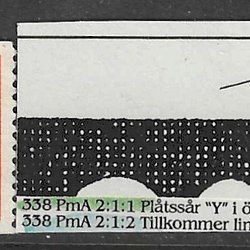 338 PmA 2:1:1 Plåtssår "Y" i ö
338 PmA 2:1:2 Tillkommer lin